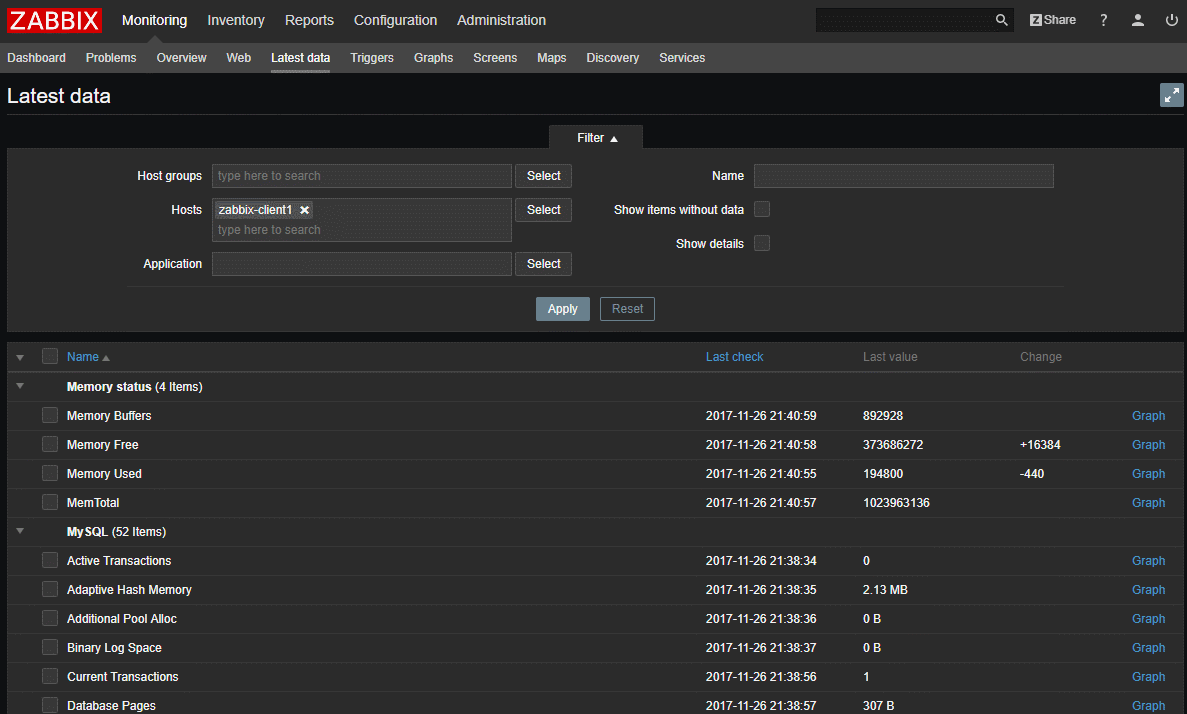 ZABBIX Monitoring Inventory Reports Configuration Administration Z Share ?
Dashboard Problems Overview Web Latest data Triggers Graphs Screens Maps Discovery Services
Latest data
Filter ▲
Host groups type here to search Select Name
Hosts zabbix-client1 × Select Show items without data
type here to search
Show details
Application Select
Apply Reset
Name ▲ Last check Last value Change
Memory status (4 Items)
Memory Buffers 2017-11-26 21:40:59 892928 Graph
Memory Free 2017-11-26 21:40:58 373686272 +16384 Graph
Memory Used 2017-11-26 21:40:55 194800 -440 Graph
MemTotal 2017-11-26 21:40:57 1023963136 Graph
MySQL (52 Items)
Active Transactions 2017-11-26 21:38:34 0 Graph
Adaptive Hash Memory 2017-11-26 21:38:35 2.13 MB Graph
Additional Pool Alloc 2017-11-26 21:38:36 0 B Graph
Binary Log Space 2017-11-26 21:38:37 0 B Graph
Current Transactions 2017-11-26 21:38:56 1 Graph
Database Pages 2017-11-26 21:38:57 307 B Graph